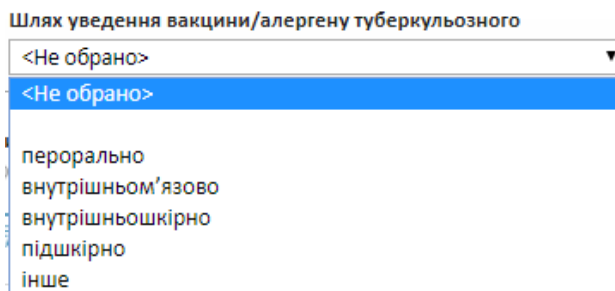 Шлях уведення вакцини/алергену туберкульозного
<Не обрано>
<Не обрано>
перорально
внутрішньом’язово
внутрішньошкірно
підшкірно
інше